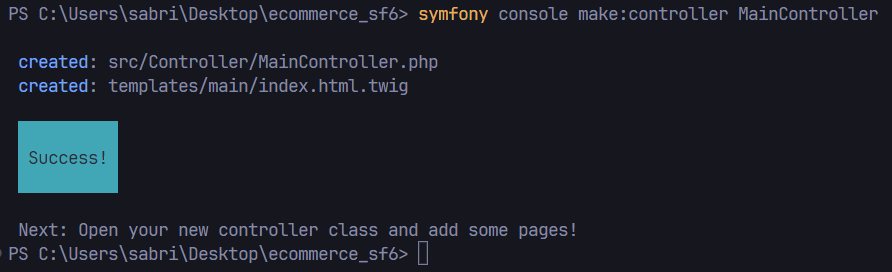 PS C:\Users\sabri\Desktop\ecommerce_sf6> symfony console make:controller MainController
created: src/Controller/MainController.php
created: templates/main/index.html.twig
Success!
Next: Open your new controller class and add some pages!
PS C:\Users\sabri\Desktop\ecommerce_sf6>